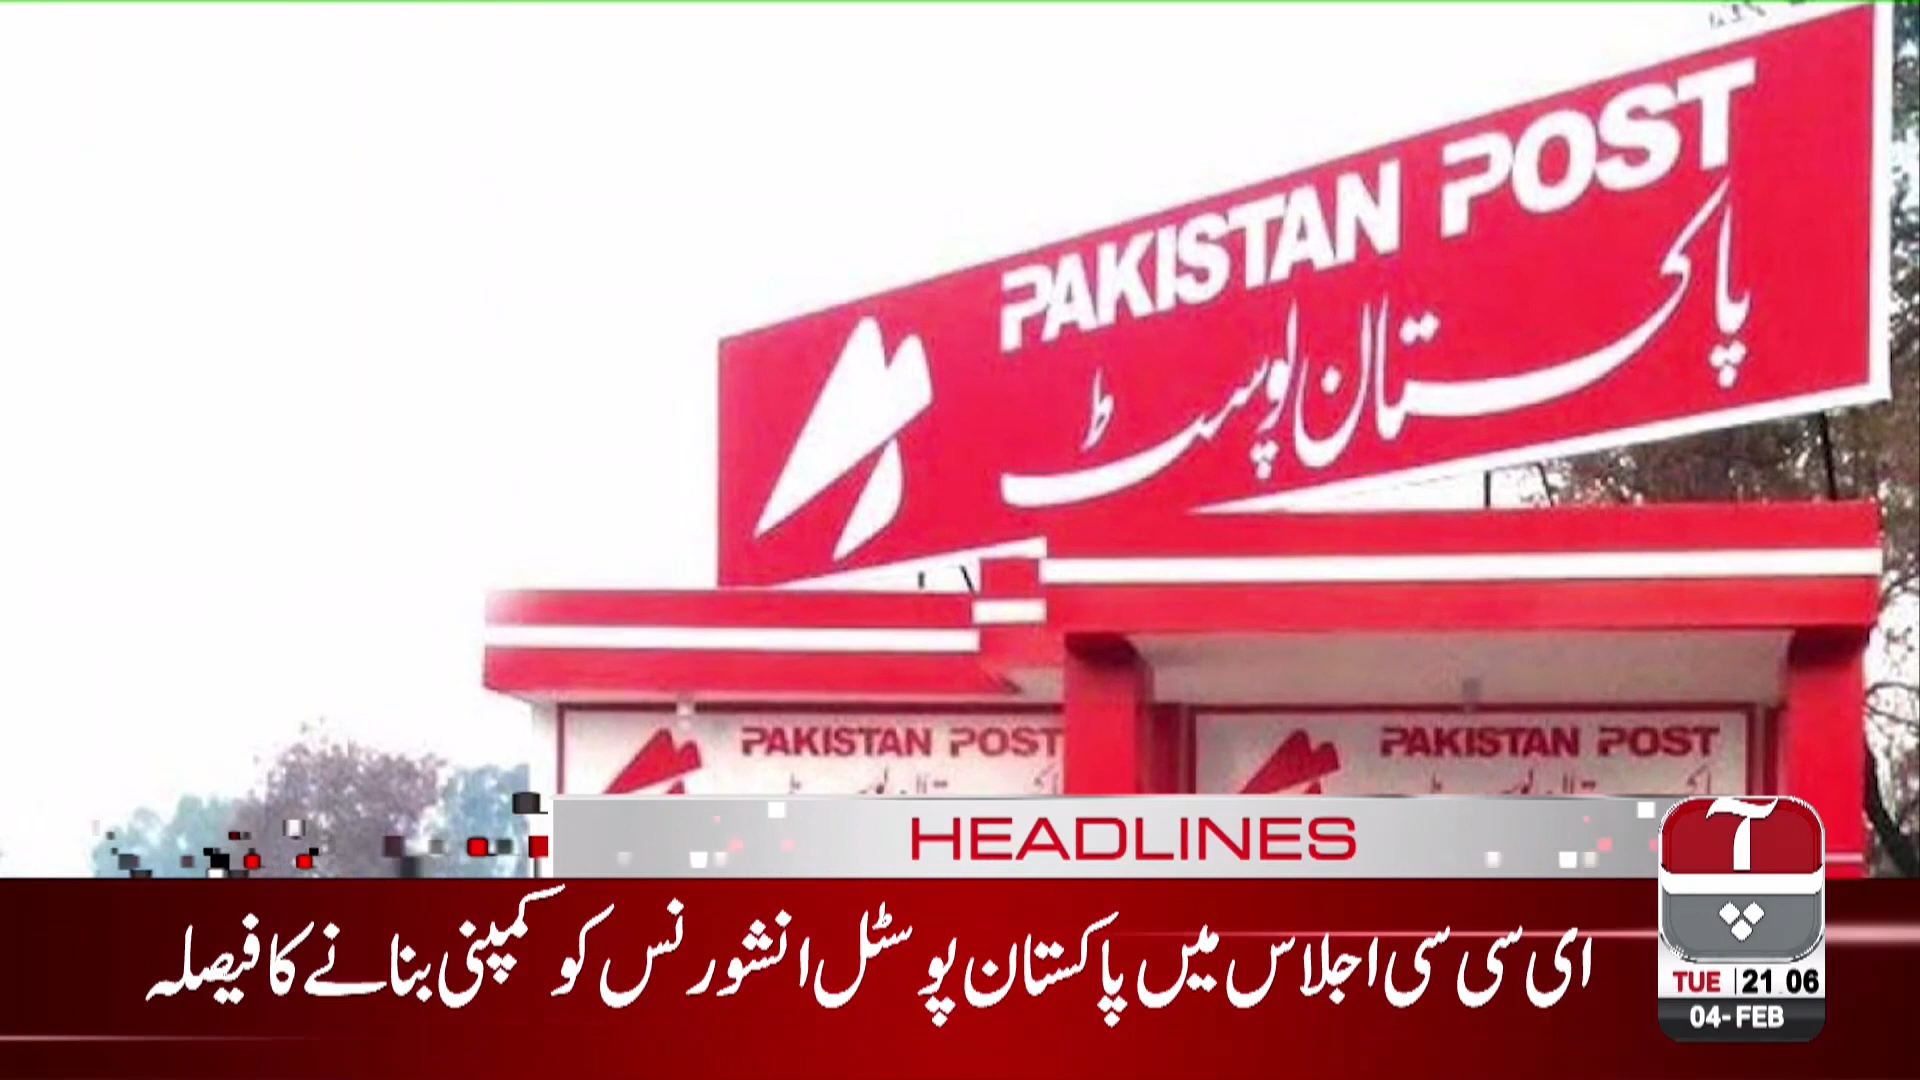 PAKISTAN POST
پاکستان پوسٹ
PAKISTAN POST
PAKISTAN POST
HEADLINES
ای سی سی اجلاس میں پاکستان پوسٹل انشورنس کو کمپنی بنانے کا فیصلہ
آپ
TUE 21 06
04-FEB